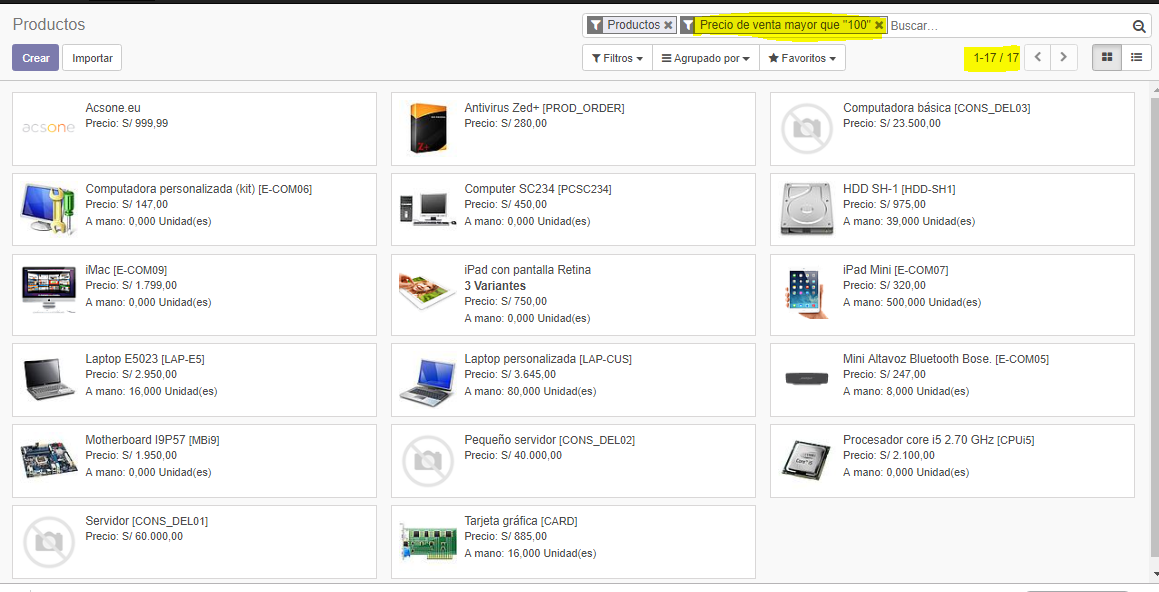 Productos
Productos ✖ Precio de venta mayor que "100" ✖ Buscar...
Crear Importar
Filtros Agrupado por Favoritos
1-17 / 17
acsone
Acsone.eu
Precio: S/ 999,99
Antivirus Zed+ [PROD_ORDER]
Precio: S/ 280,00
Computadora básica [CONS_DEL03]
Precio: S/ 23.500,00
Computadora personalizada (kit) [E-COM06]
Precio: S/ 147,00
A mano: 0,000 Unidad(es)
Computer SC234 [PCSC234]
Precio: S/ 450,00
A mano: 0,000 Unidad(es)
HDD SH-1 [HDD-SH1]
Precio: S/ 975,00
A mano: 39,000 Unidad(es)
iMac [E-COM09]
Precio: S/ 1.799,00
A mano: 0,000 Unidad(es)
iPad con pantalla Retina
3 Variantes
Precio: S/ 750,00
A mano: 0,000 Unidad(es)
iPad Mini [E-COM07]
Precio: S/ 320,00
A mano: 500,000 Unidad(es)
Laptop E5023 [LAP-E5]
Precio: S/ 2.950,00
A mano: 16,000 Unidad(es)
Laptop personalizada [LAP-CUS]
Precio: S/ 3.645,00
A mano: 80,000 Unidad(es)
Mini Altavoz Bluetooth Bose. [E-COM05]
Precio: S/ 247,00
A mano: 8,000 Unidad(es)
Motherboard I9P57 [MBi9]
Precio: S/ 1.950,00
A mano: 0,000 Unidad(es)
Pequeño servidor [CONS_DEL02]
Precio: S/ 40.000,00
Procesador core i5 2.70 GHz [CPUi5]
Precio: S/ 2.100,00
A mano: 0,000 Unidad(es)
Servidor [CONS_DEL01]
Precio: S/ 60.000,00
Tarjeta gráfica [CARD]
Precio: S/ 885,00
A mano: 16,000 Unidad(es)